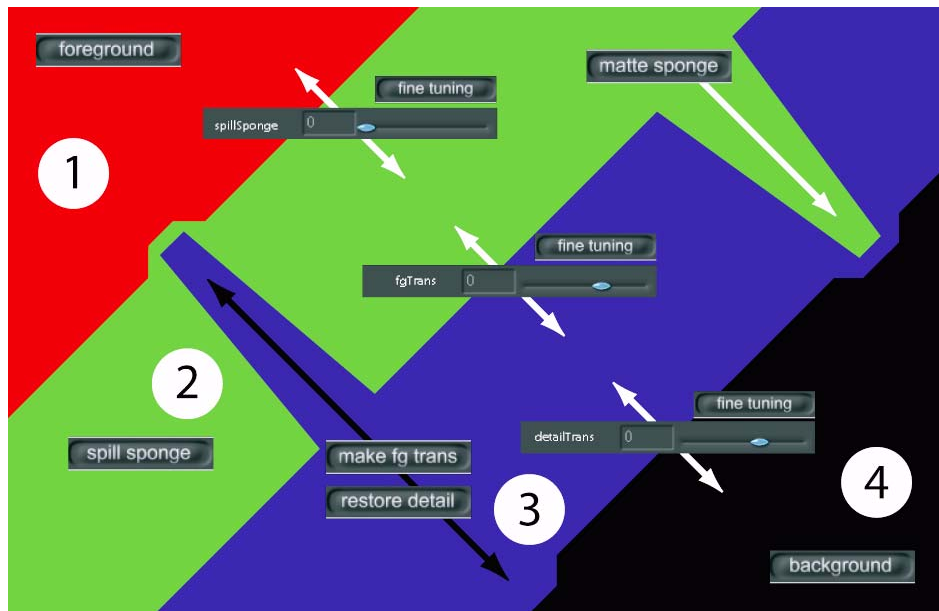 foreground
matte sponge
fine tuning
spillSponge 0
1
fine tuning
fgTrans 0
2
fine tuning
detailTrans 0
spill sponge
make fg trans
restore detail
3
4
background